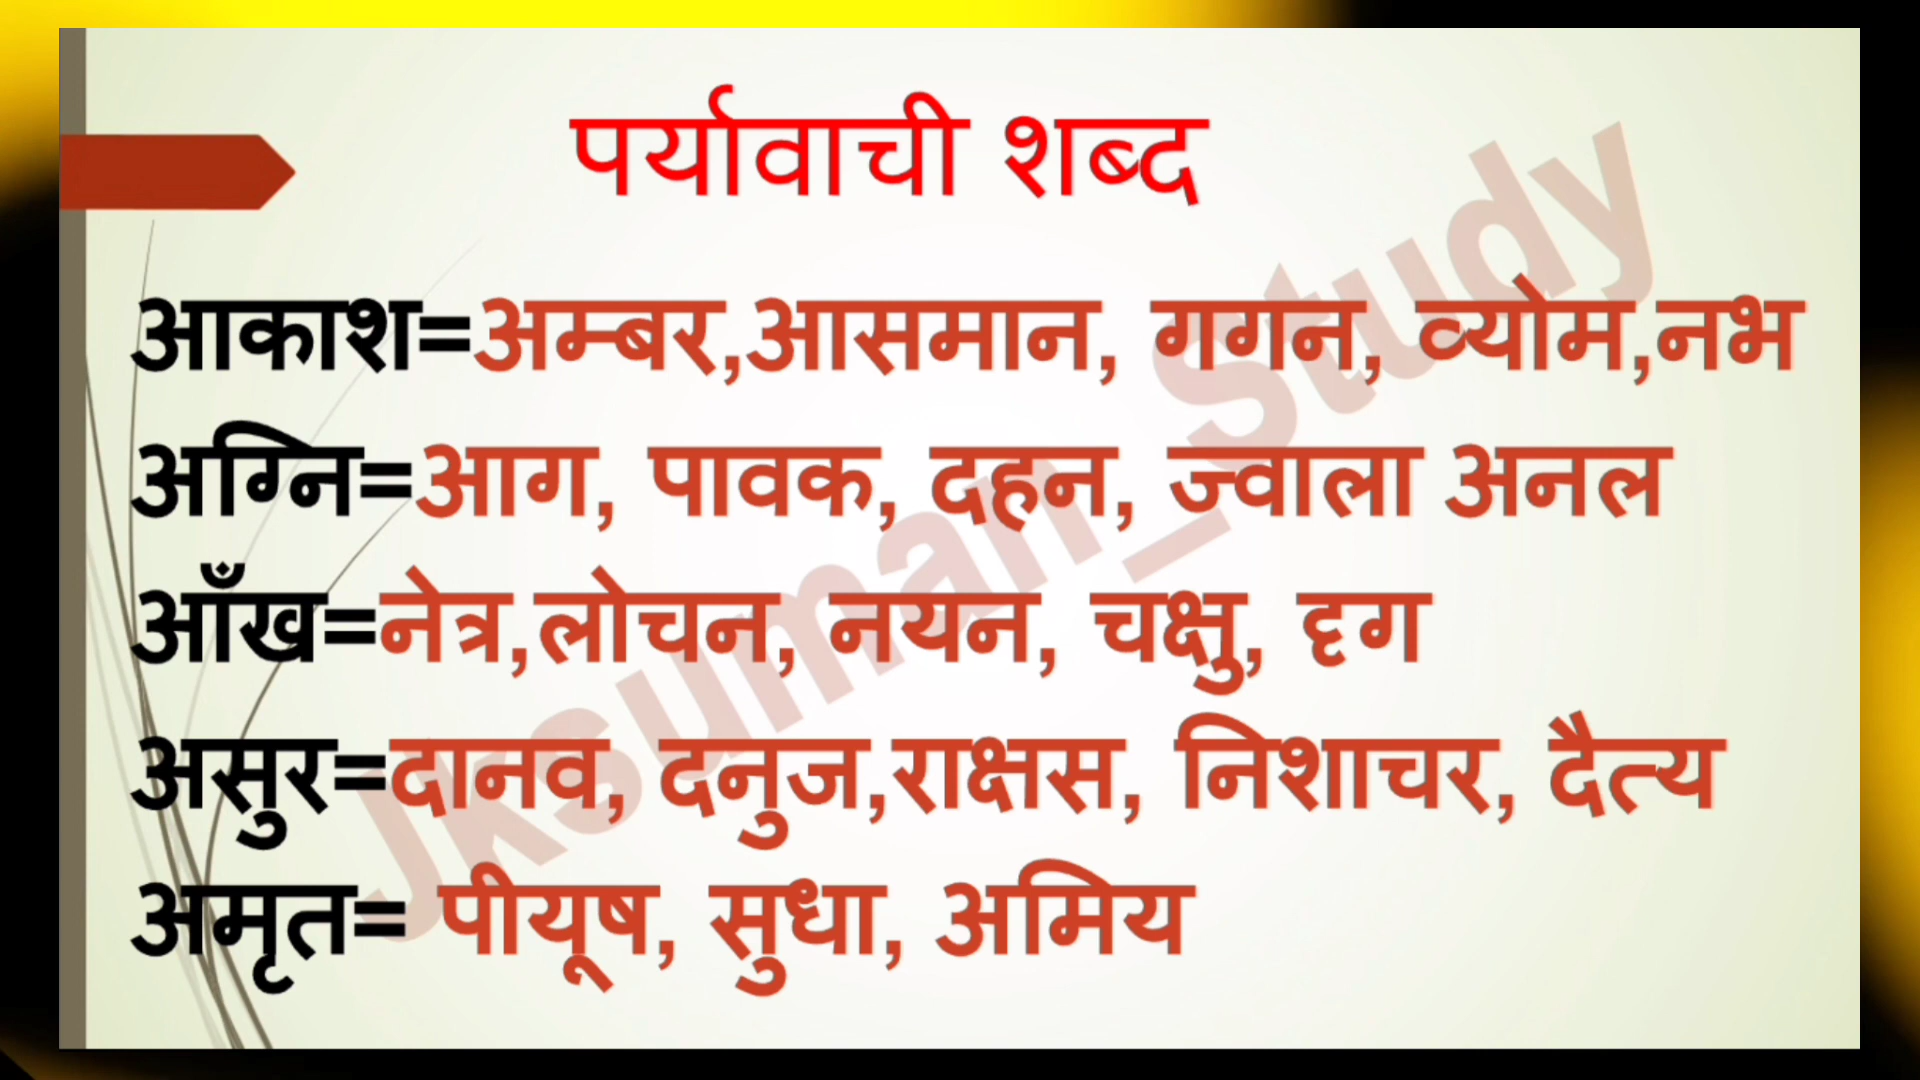 पर्यावाची शब्द
आकाश=अम्बर,आसमान, गगन, व्योम,नभ
अग्नि=आग, पावक, दहन, ज्वाला अनल
आँख=नेत्र,लोचन, नयन, चक्षु, दृग
असुर=दानव, दनुज,राक्षस, निशाचर, दैत्य
अमृत= पीयूष, सुधा, अमिय
Jksuman_Study